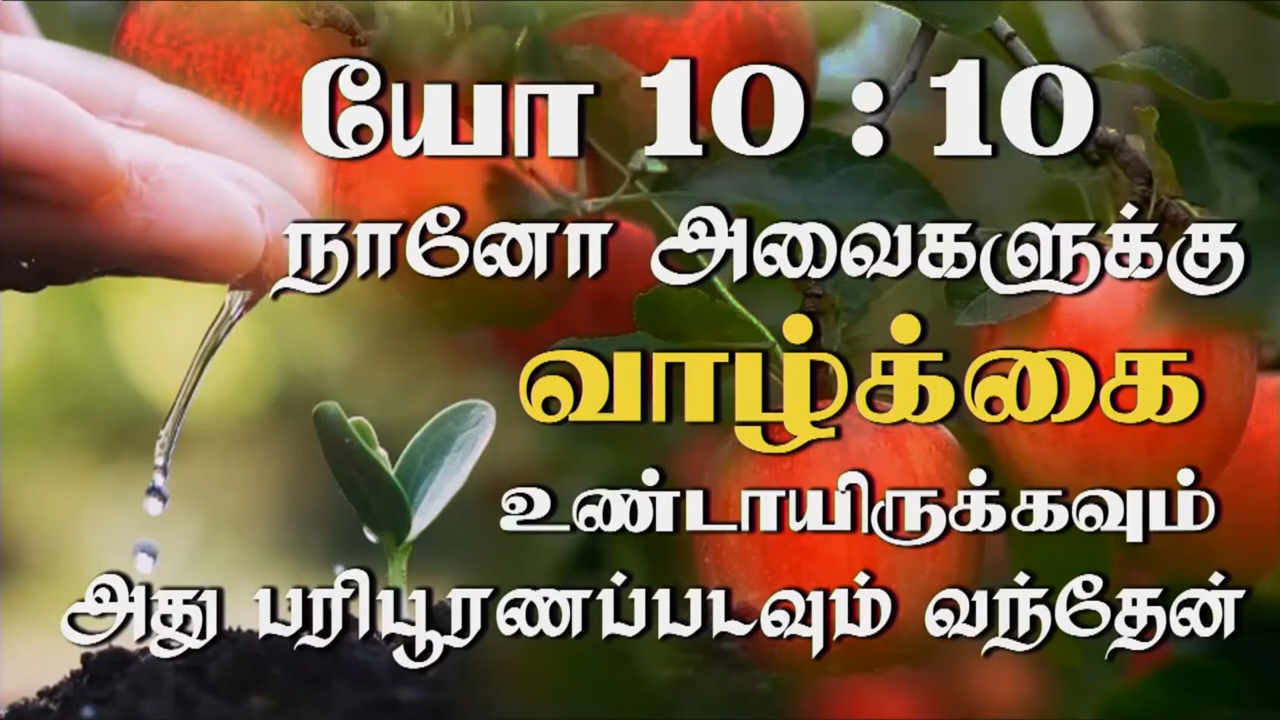 யோ 10 : 10
நானோ அவைகளுக்கு
வாழ்க்கை
உண்டாயிருக்கவும்
அது பரிபூரணப்படவும் வந்தேன்